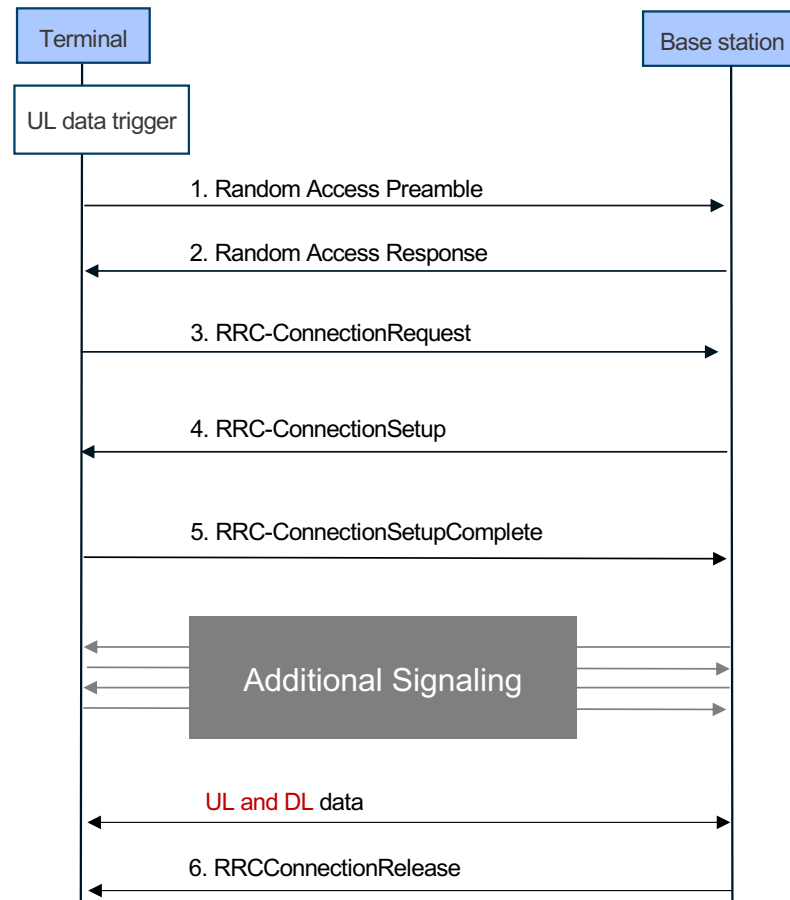 Terminal
Base station
UL data trigger
1. Random Access Preamble
2. Random Access Response
3. RRC-ConnectionRequest
4. RRC-ConnectionSetup
5. RRC-ConnectionSetupComplete
Additional Signaling
UL and DL data
6. RRCConnectionRelease